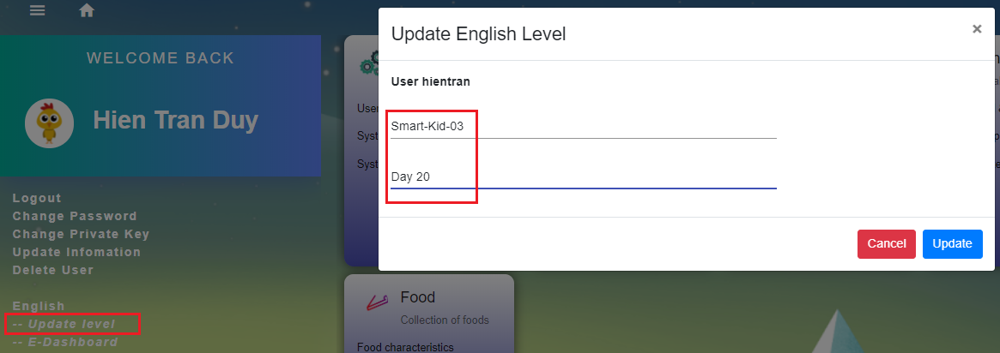 WELCOME BACK
Hien Tran Duy
Logout
Change Password
Change Private Key
Update Infomation
Delete User
English
-- Update level
-- E-Dashboard
Update English Level
×
User hientran
Smart-Kid-03
Day 20
Cancel
Update
User
Syst
Syst
Food
Collection of foods
Food characteristics